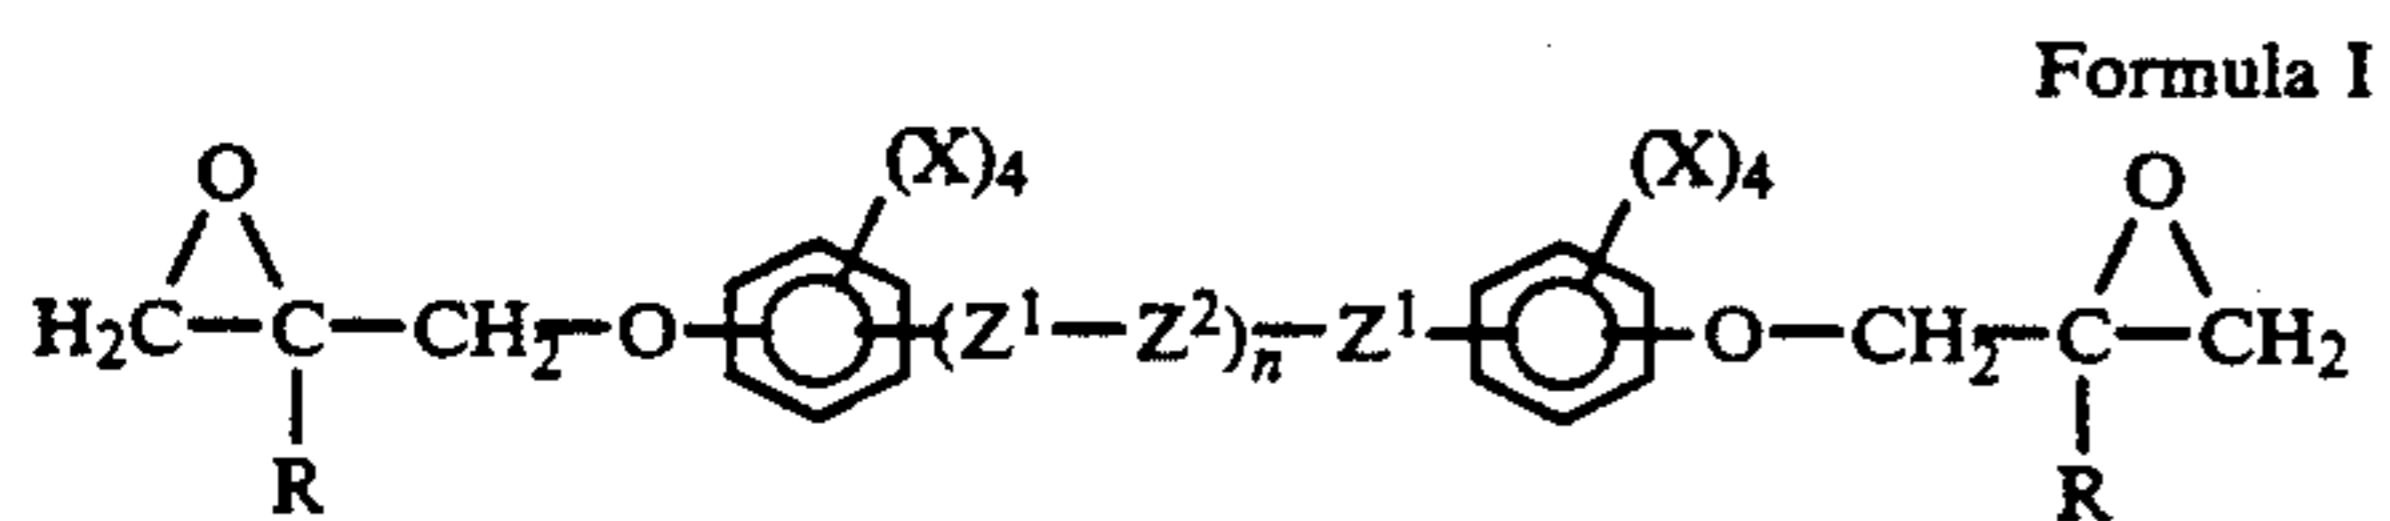 Formula I
O (X)4 (X)4 O
H2C—C—CH2—O—(Z1—Z2)n—Z1—O—CH2—C—CH2
R R